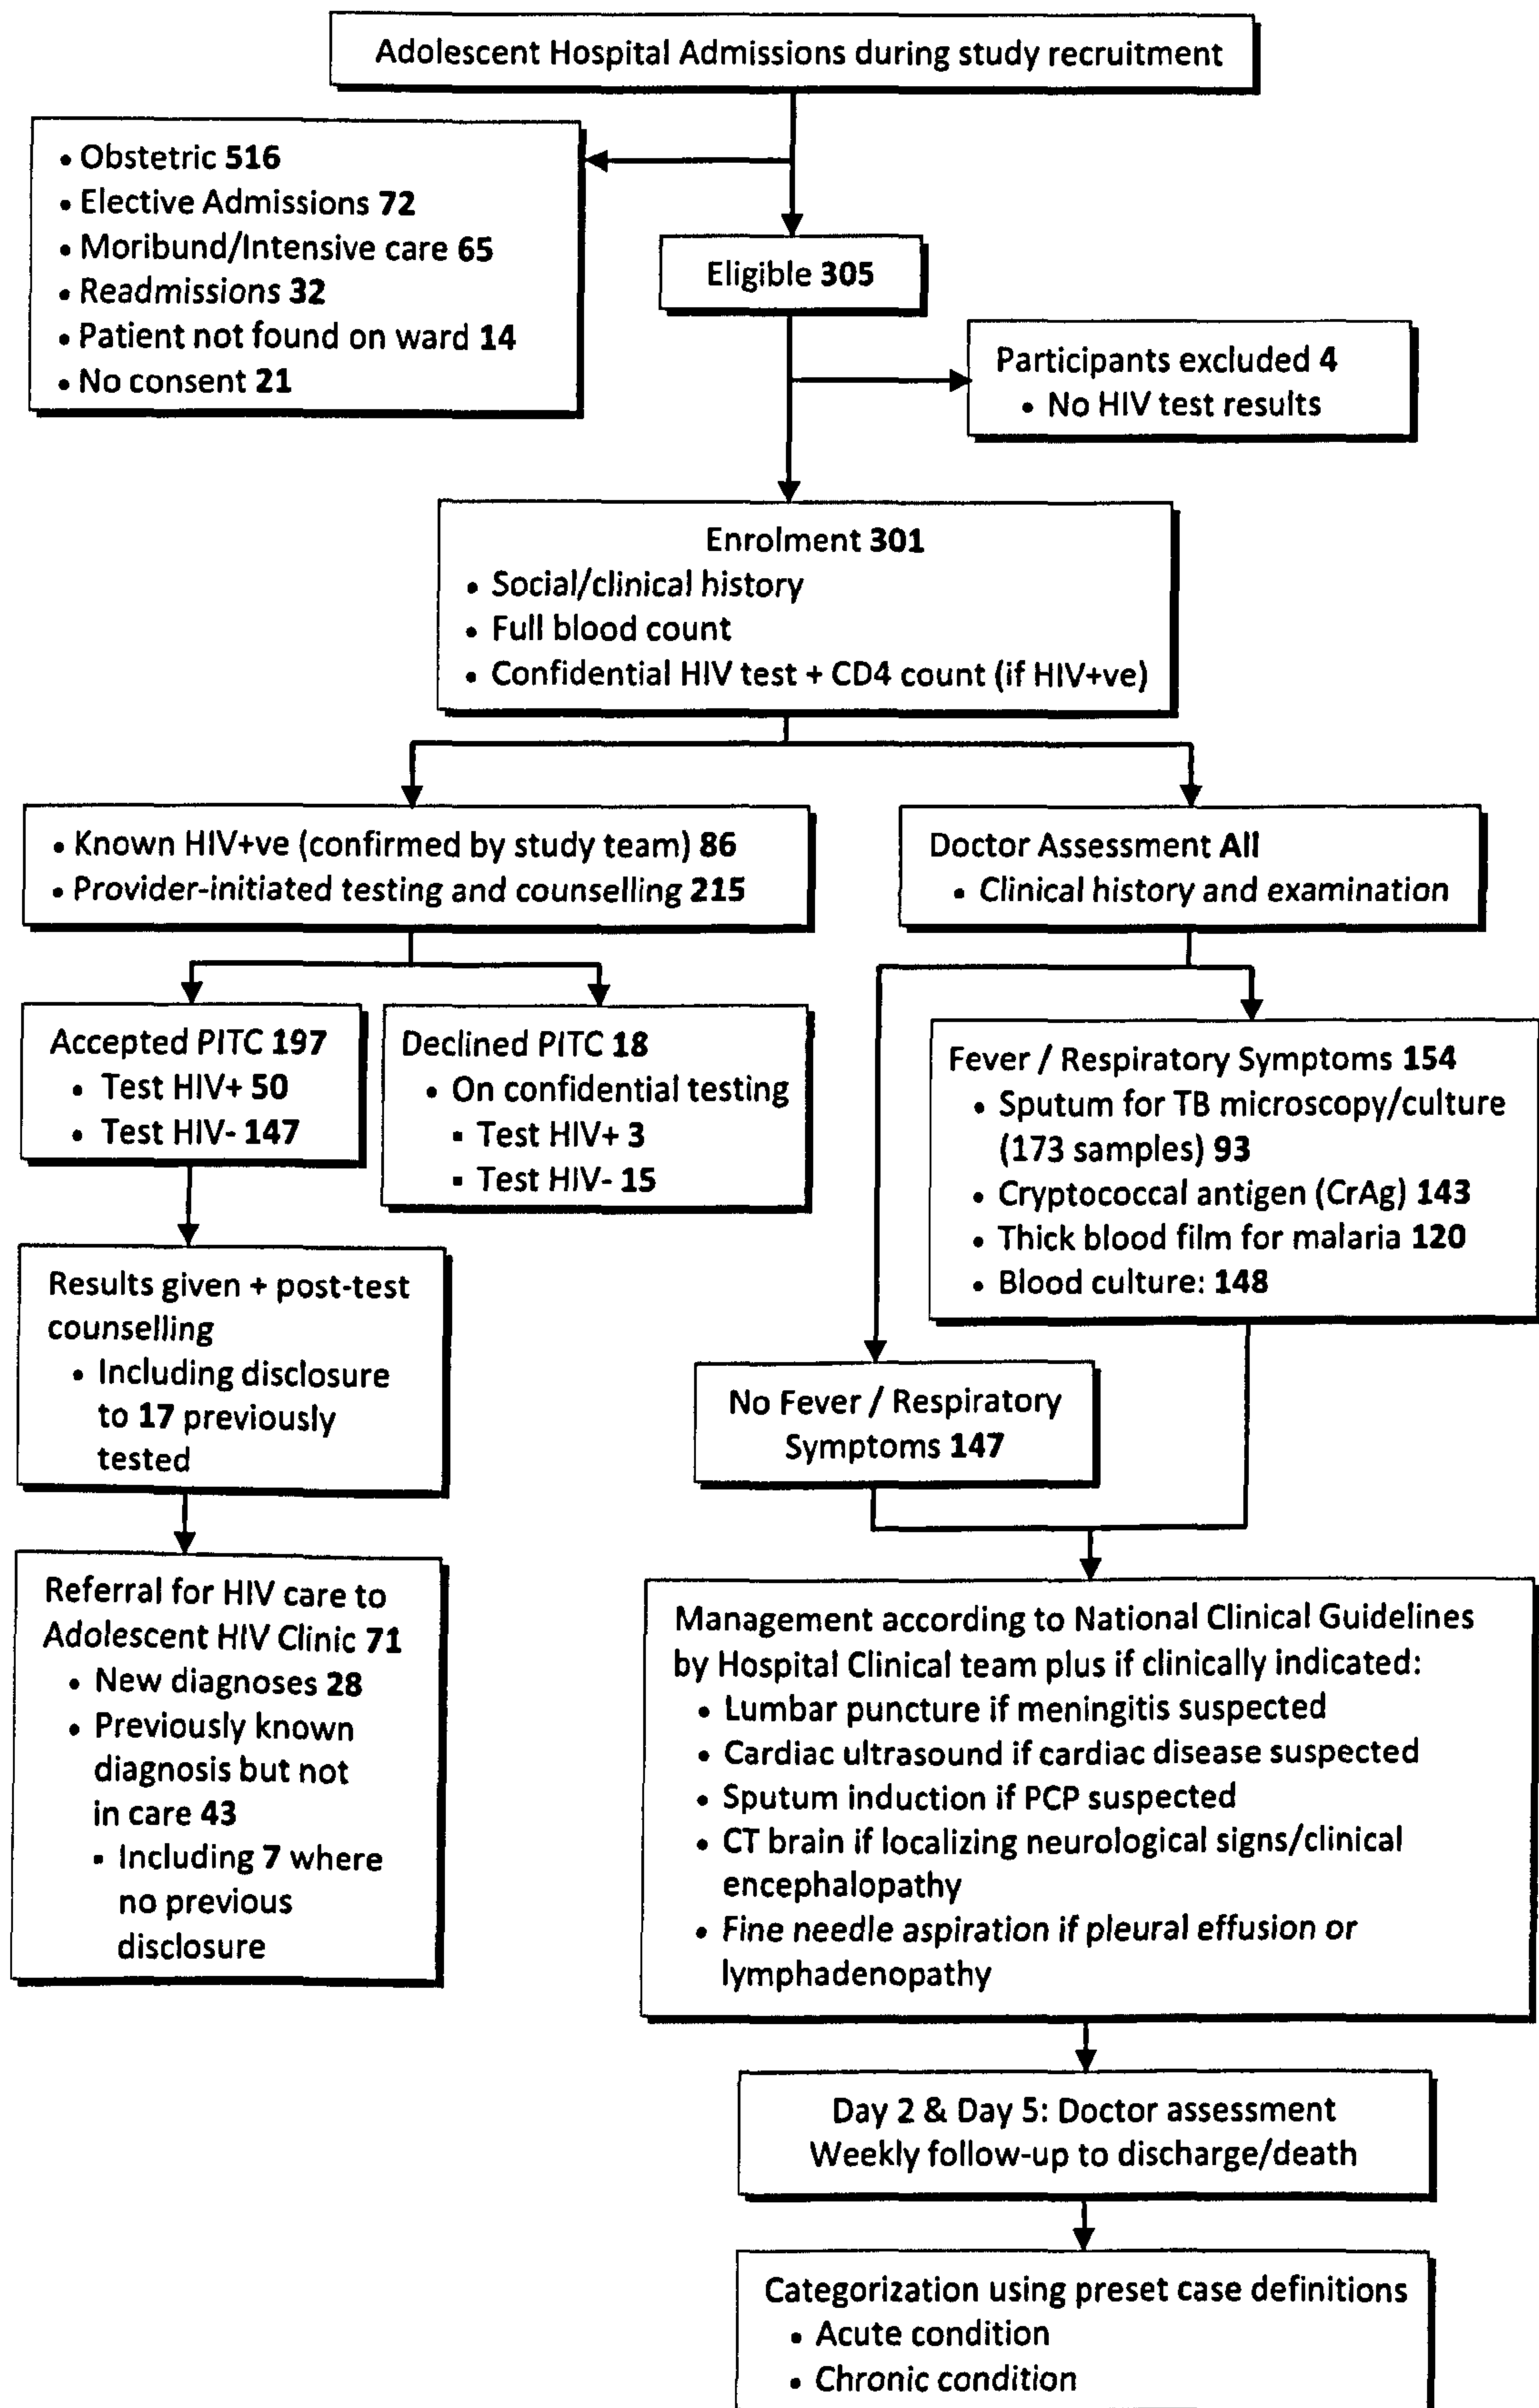 Adolescent Hospital Admissions during study recruitment
• Obstetric 516
• Elective Admissions 72
• Moribund/Intensive care 65
• Readmissions 32
• Patient not found on ward 14
• No consent 21
Eligible 305
Participants excluded 4
• No HIV test results
Enrolment 301
• Social/clinical history
• Full blood count
• Confidential HIV test + CD4 count (if HIV+ve)
• Known HIV+ve (confirmed by study team) 86
• Provider-initiated testing and counselling 215
Doctor Assessment All
▪ Clinical history and examination
Accepted PITC 197
• Test HIV+ 50
• Test HIV- 147
Declined PITC 18
• On confidential testing
▪ Test HIV+ 3
▪ Test HIV- 15
Fever / Respiratory Symptoms 154
• Sputum for TB microscopy/culture
(173 samples) 93
• Cryptococcal antigen (CrAg) 143
• Thick blood film for malaria 120
• Blood culture: 148
Results given + post-test
counselling
• Including disclosure
to 17 previously
tested
No Fever / Respiratory
Symptoms 147
Referral for HIV care to
Adolescent HIV Clinic 71
• New diagnoses 28
• Previously known
diagnosis but not
in care 43
▪ Including 7 where
no previous
disclosure
Management according to National Clinical Guidelines
by Hospital Clinical team plus if clinically indicated:
• Lumbar puncture if meningitis suspected
• Cardiac ultrasound if cardiac disease suspected
• Sputum induction if PCP suspected
• CT brain if localizing neurological signs/clinical
encephalopathy
• Fine needle aspiration if pleural effusion or
lymphadenopathy
Day 2 & Day 5: Doctor assessment
Weekly follow-up to discharge/death
Categorization using preset case definitions
• Acute condition
• Chronic condition